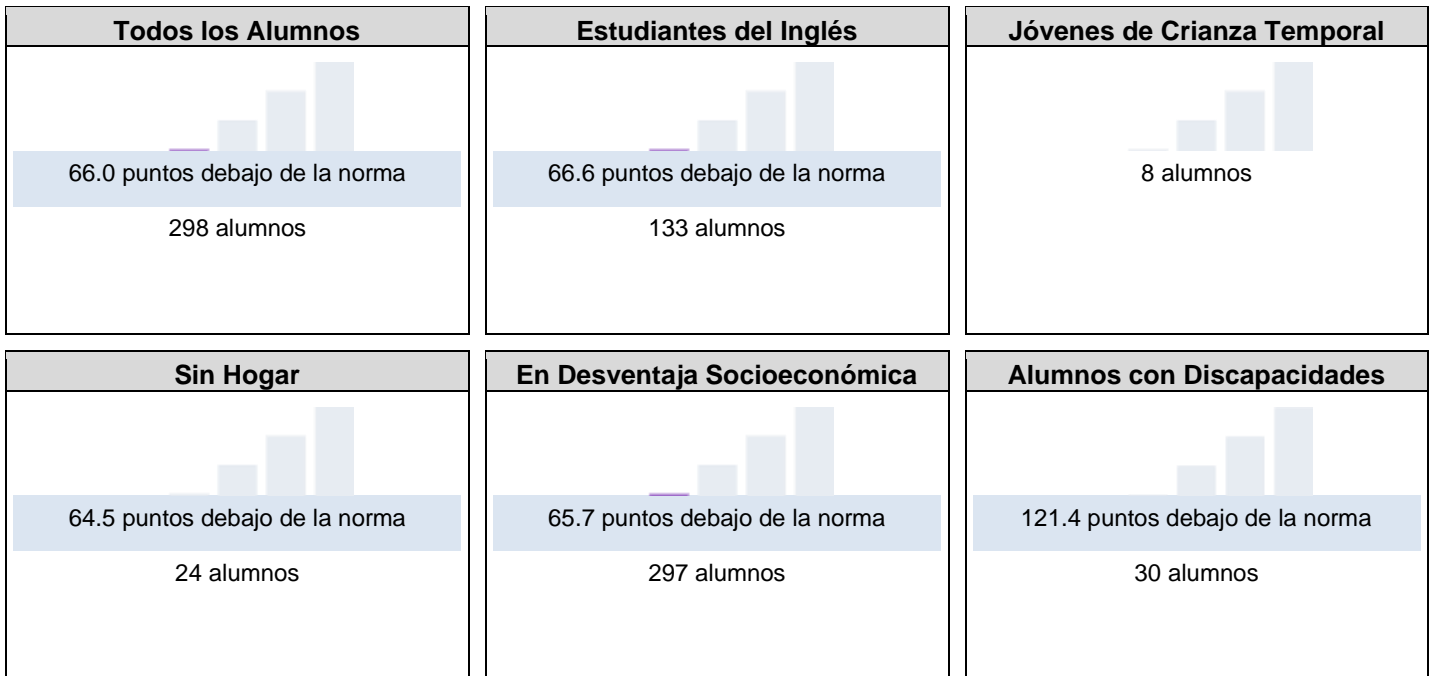 Todos los Alumnos
66.0 puntos debajo de la norma
298 alumnos
Estudiantes del Inglés
66.6 puntos debajo de la norma
133 alumnos
Jóvenes de Crianza Temporal
8 alumnos
Sin Hogar
64.5 puntos debajo de la norma
24 alumnos
En Desventaja Socioeconómica
65.7 puntos debajo de la norma
297 alumnos
Alumnos con Discapacidades
121.4 puntos debajo de la norma
30 alumnos